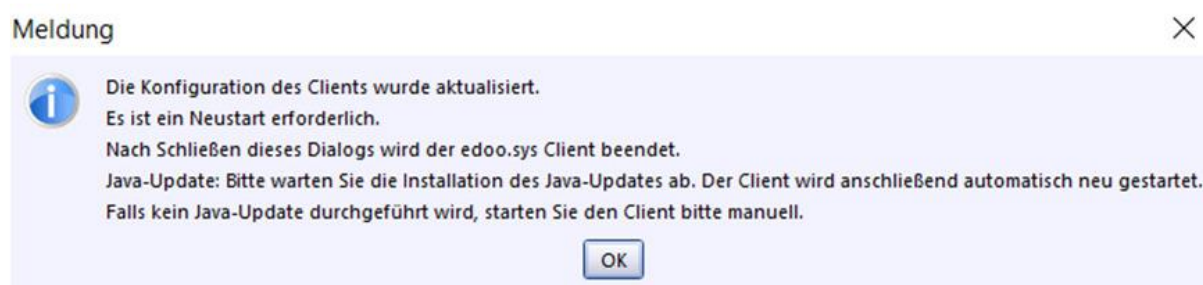 Meldung
Die Konfiguration des Clients wurde aktualisiert.
Es ist ein Neustart erforderlich.
Nach Schließen dieses Dialogs wird der edoo.sys Client beendet.
Java-Update: Bitte warten Sie die Installation des Java-Updates ab. Der Client wird anschließend automatisch neu gestartet.
Falls kein Java-Update durchgeführt wird, starten Sie den Client bitte manuell.
OK